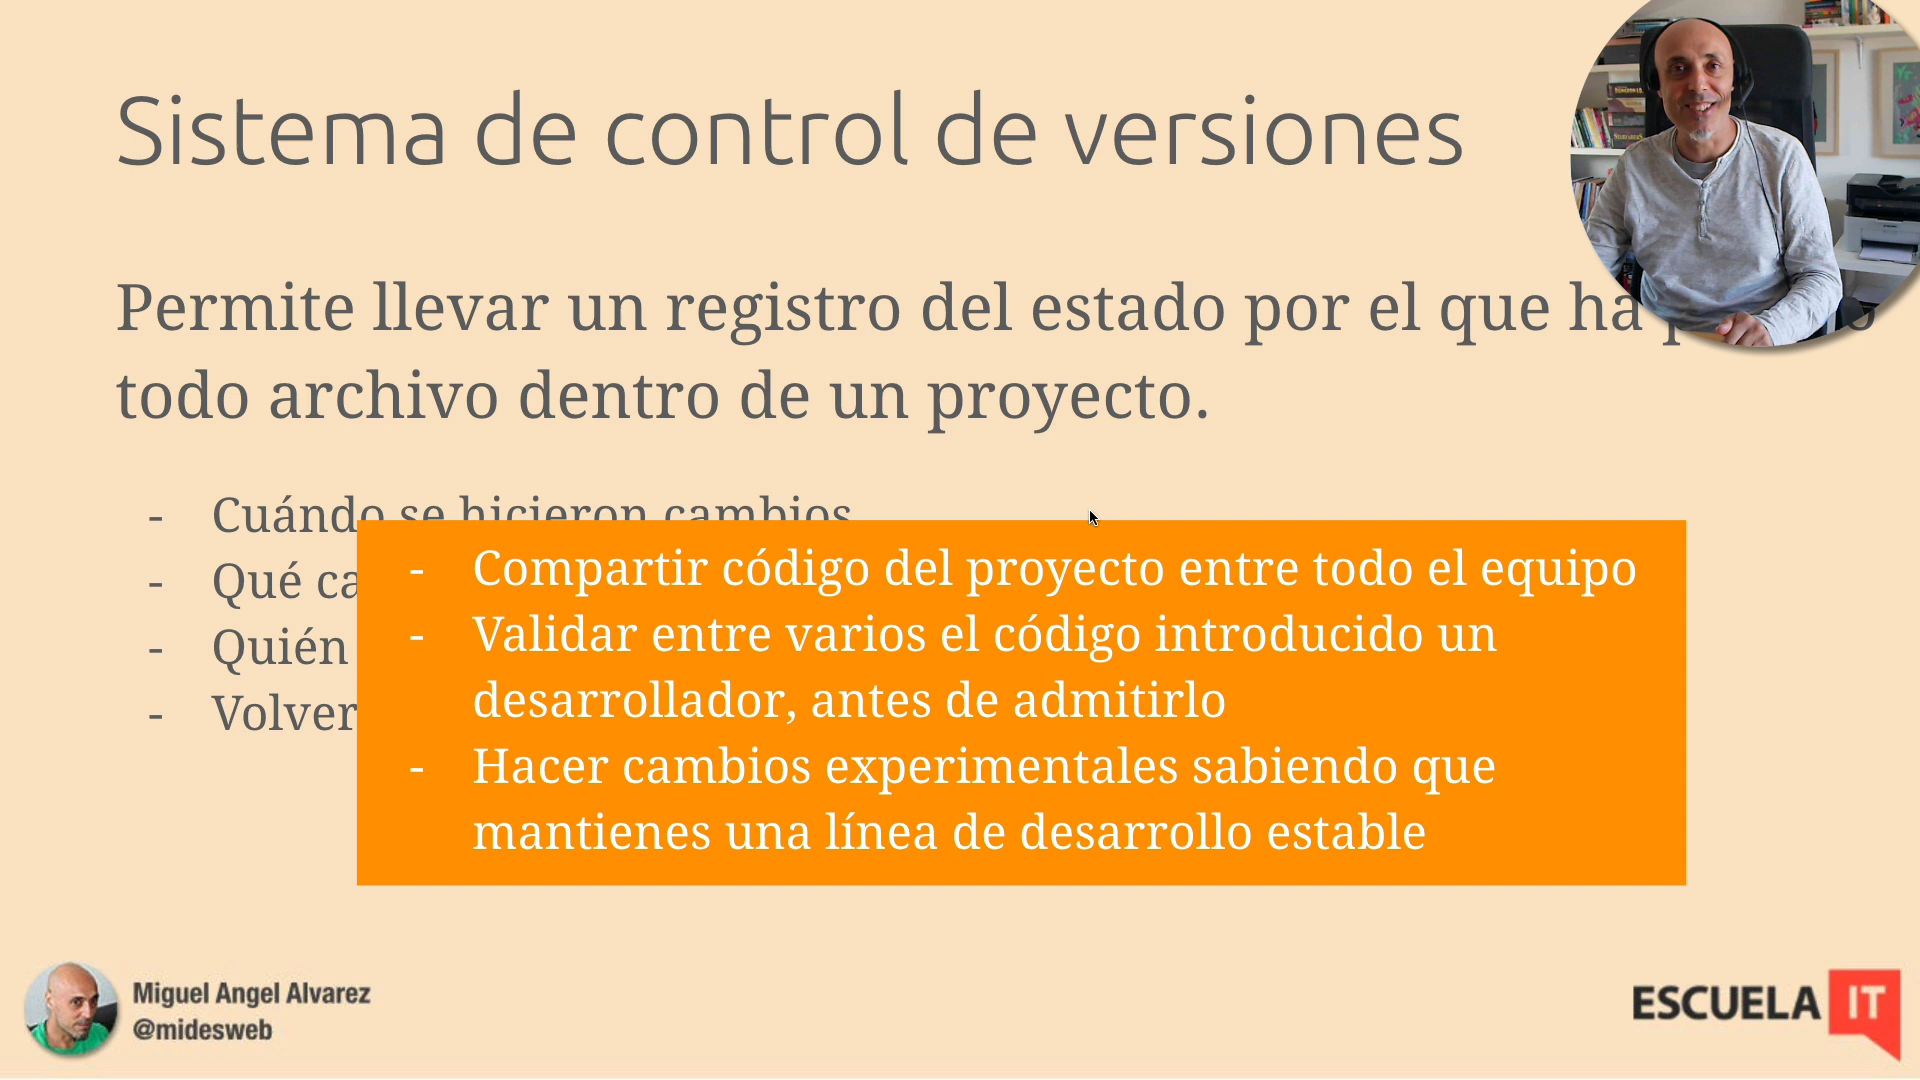 Sistema de control de versiones
Permite llevar un registro del estado por el que ha
todo archivo dentro de un proyecto.
- Cuándo se hicieron cambios
- Qué
- Quién
- Volver
- Compartir código del proyecto entre todo el equipo
- Validar entre varios el código introducido un
desarrollador, antes de admitirlo
- Hacer cambios experimentales sabiendo que
mantienes una línea de desarrollo estable
Miguel Angel Alvarez
@midesweb
ESCUELA IT